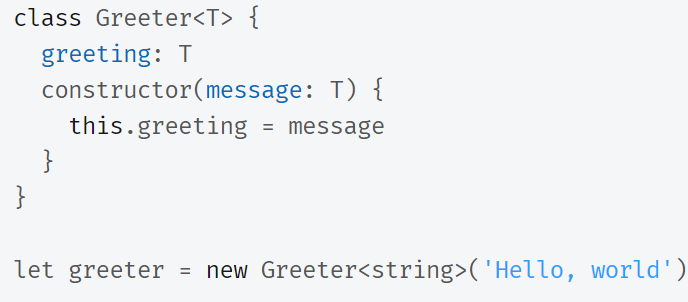 class Greeter<T> {
  greeting: T
  constructor(message: T) {
    this.greeting = message
  }
}

let greeter = new Greeter<string>('Hello, world')